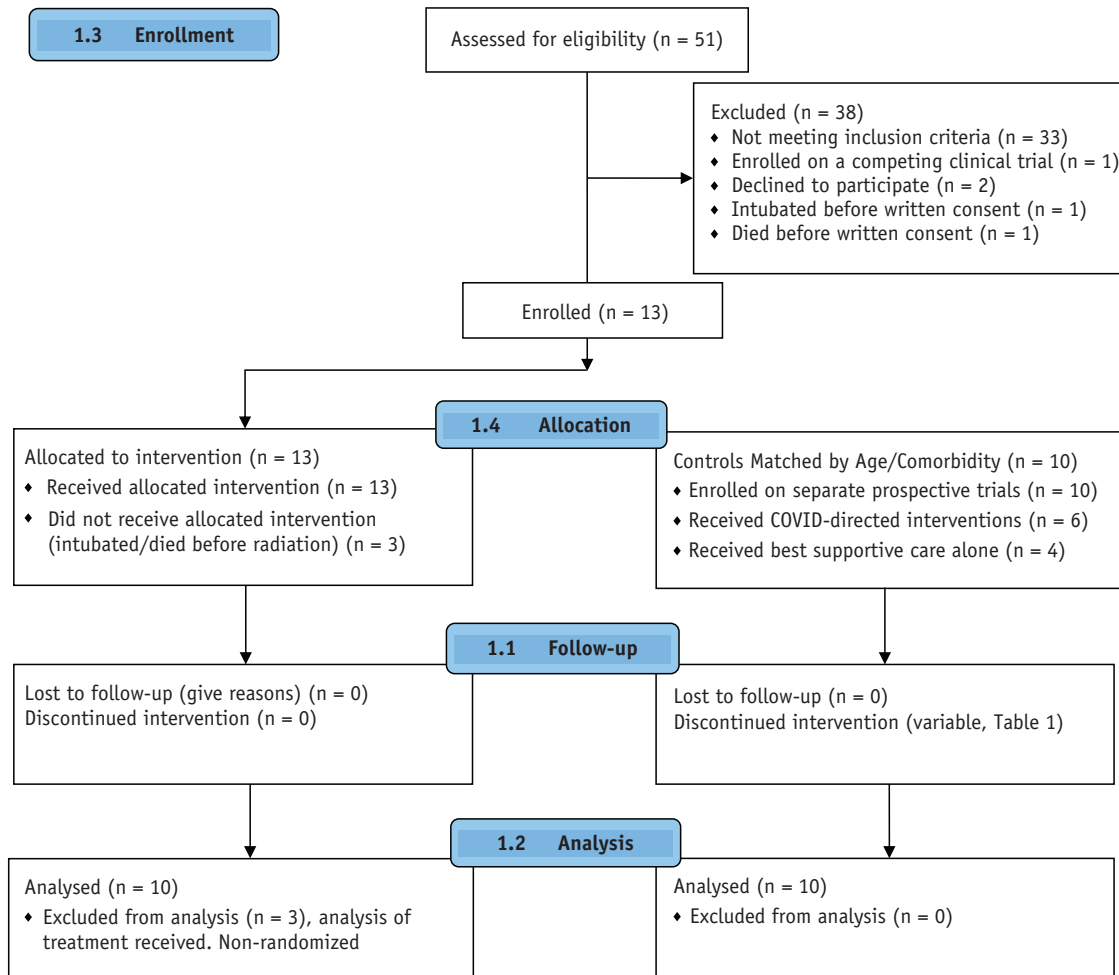 1.3 Enrollment
Assessed for eligibility (n = 51)
Excluded (n = 38)
♦ Not meeting inclusion criteria (n = 33)
♦ Enrolled on a competing clinical trial (n = 1)
♦ Declined to participate (n = 2)
♦ Intubated before written consent (n = 1)
♦ Died before written consent (n = 1)
Enrolled (n = 13)
1.4 Allocation
Allocated to intervention (n = 13)
♦ Received allocated intervention (n = 13)
♦ Did not receive allocated intervention
(intubated/died before radiation) (n = 3)
Controls Matched by Age/Comorbidity (n = 10)
♦ Enrolled on separate prospective trials (n = 10)
♦ Received COVID-directed interventions (n = 6)
♦ Received best supportive care alone (n = 4)
1.1 Follow-up
Lost to follow-up (give reasons) (n = 0)
Discontinued intervention (n = 0)
Lost to follow-up (n = 0)
Discontinued intervention (variable, Table 1)
1.2 Analysis
Analysed (n = 10)
♦ Excluded from analysis (n = 3), analysis of
treatment received. Non-randomized
Analysed (n = 10)
♦ Excluded from analysis (n = 0)